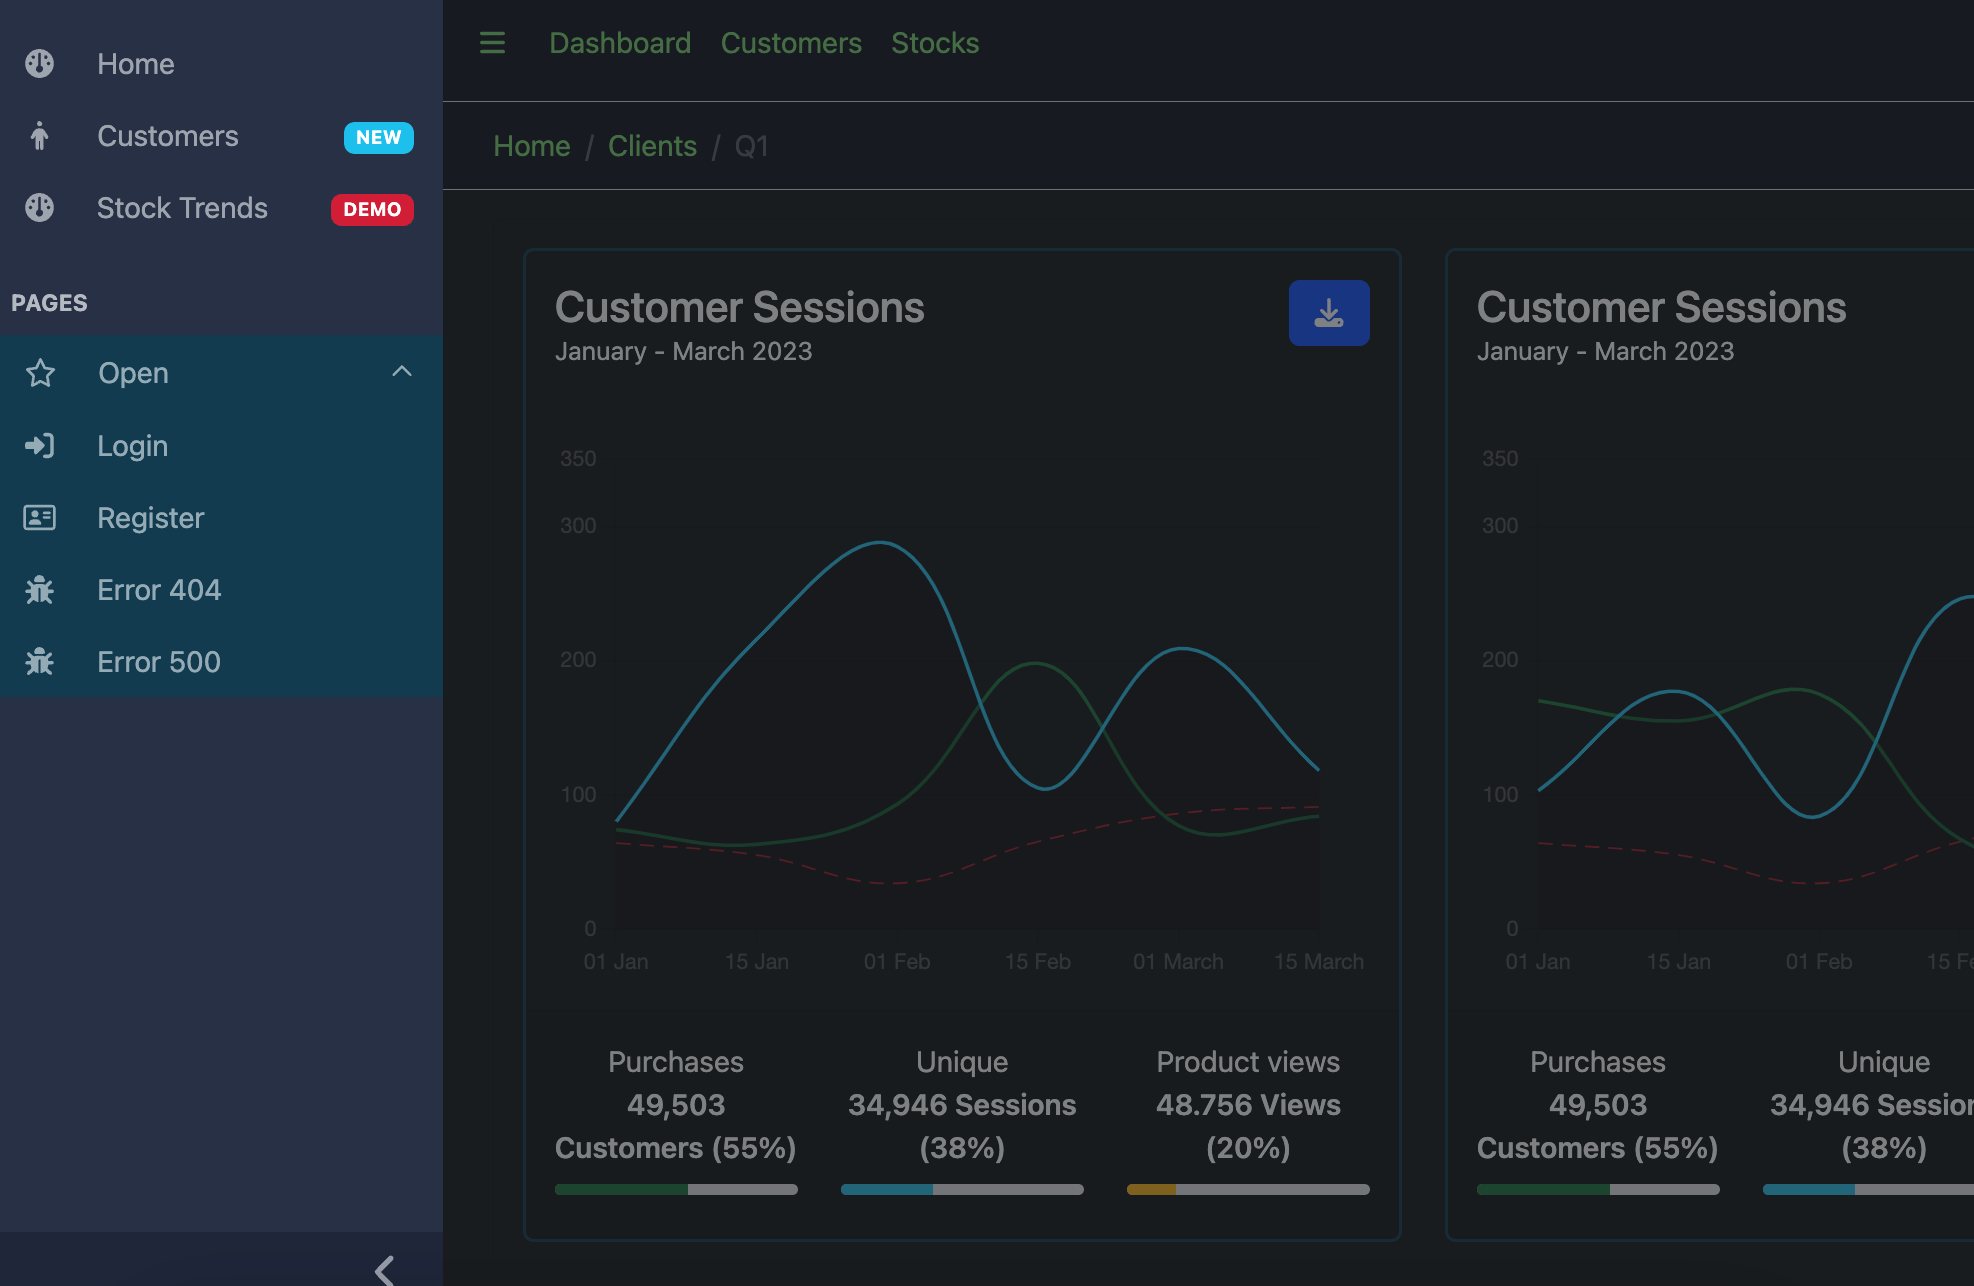 Home
Customers NEW
Stock Trends DEMO
PAGES
Open
Login
Register
Error 404
Error 500
Dashboard Customers Stocks
Home / Clients / Q1
Customer Sessions
January - March 2023
350
300
200
100
0
01 Jan 15 Jan 01 Feb 15 Feb 01 March 15 March
Purchases
49,503
Customers (55%)
Unique
34,946 Sessions
(38%)
Product views
48.756 Views
(20%)
Customer Sessions
January - March 2023
350
300
200
100
0
01 Jan 15 Jan 01 Feb 15 Fe
Purchases
49,503
Customers (55%)
Unique
34,946 Session
(38%)